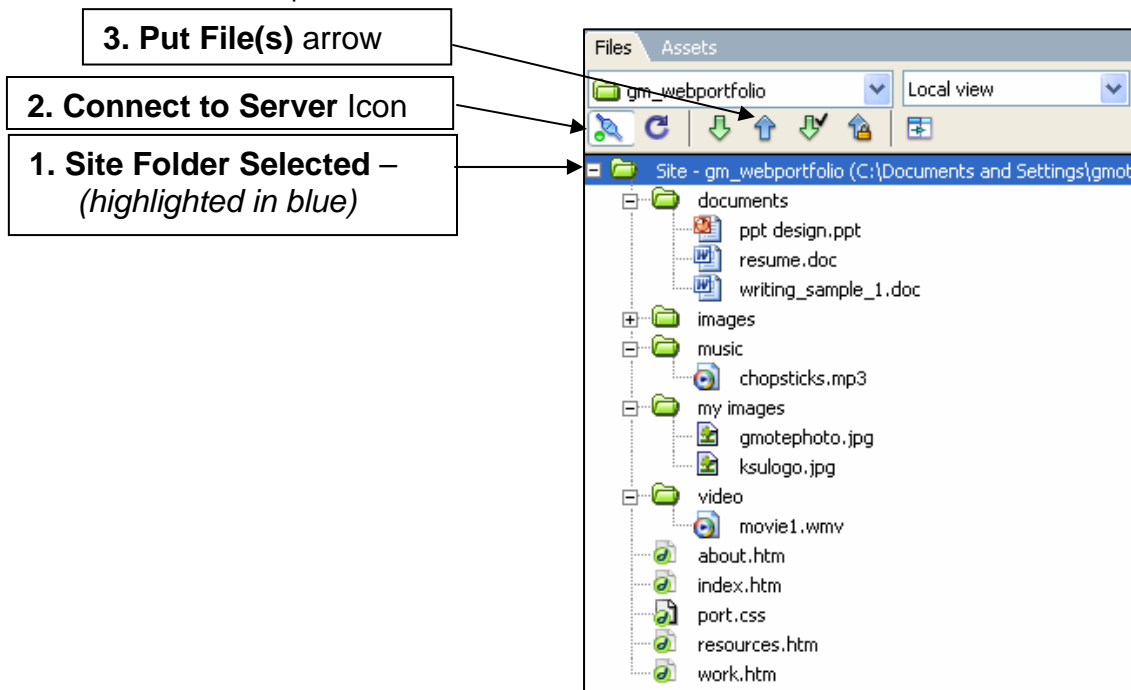 3. Put File(s) arrow
2. Connect to Server Icon
1. Site Folder Selected –
(highlighted in blue)
Files Assets
gm_webportfolio Local view
Site - gm_webportfolio (C:\Documents and Settings\gmot
documents
ppt design.ppt
resume.doc
writing_sample_1.doc
images
music
chopsticks.mp3
my images
gmotephoto.jpg
ksulogo.jpg
video
movie1.wmv
about.htm
index.htm
port.css
resources.htm
work.htm